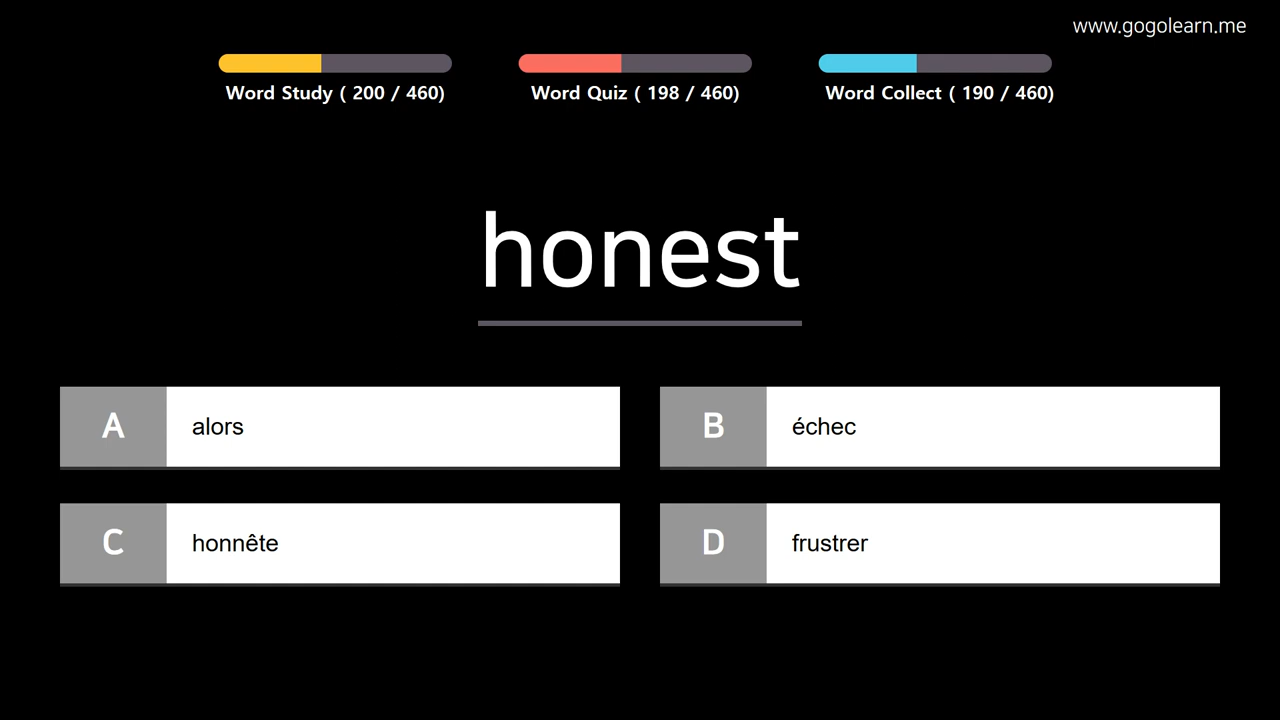 www.gogolearn.me
Word Study ( 200 / 460)
Word Quiz ( 198 / 460)
Word Collect ( 190 / 460)
honest
A alors
B échec
C honnête
D frustrer